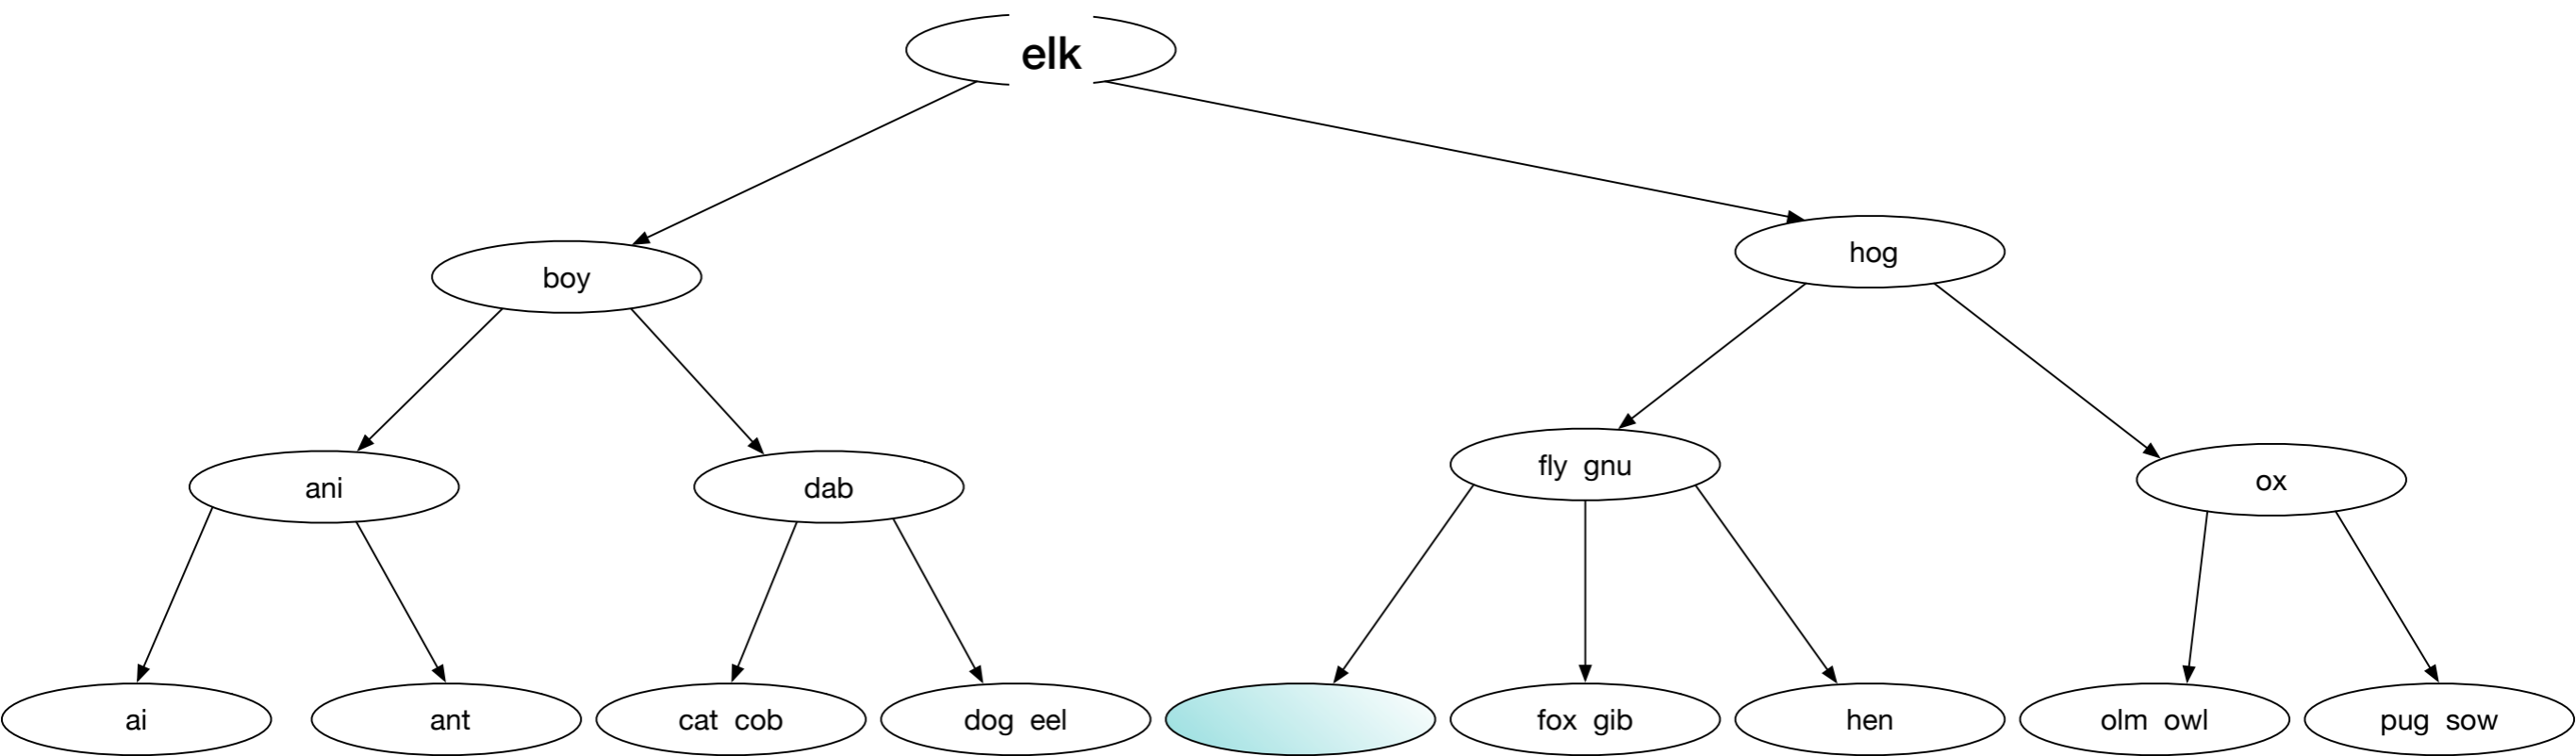 elk
boy
hog
ani
dab
fly gnu
ox
ai
ant
cat cob
dog eel
fox gib
hen
olm owl
pug sow